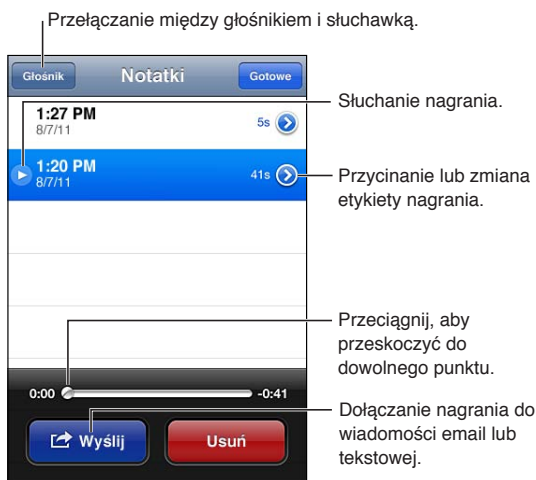 Przełączanie między głośnikiem i słuchawką.
Głośnik
Notatki
Gotowe
1:27 PM
8/7/11
5s
Słuchanie nagrania.
1:20 PM
8/7/11
41s
Przycinanie lub zmiana
etykiety nagrania.
Przeciągnij, aby
przeskoczyć do
dowolnego punktu.
0:00
-0:41
Wyślij
Usuń
Dołączanie nagrania do
wiadomości email lub
tekstowej.